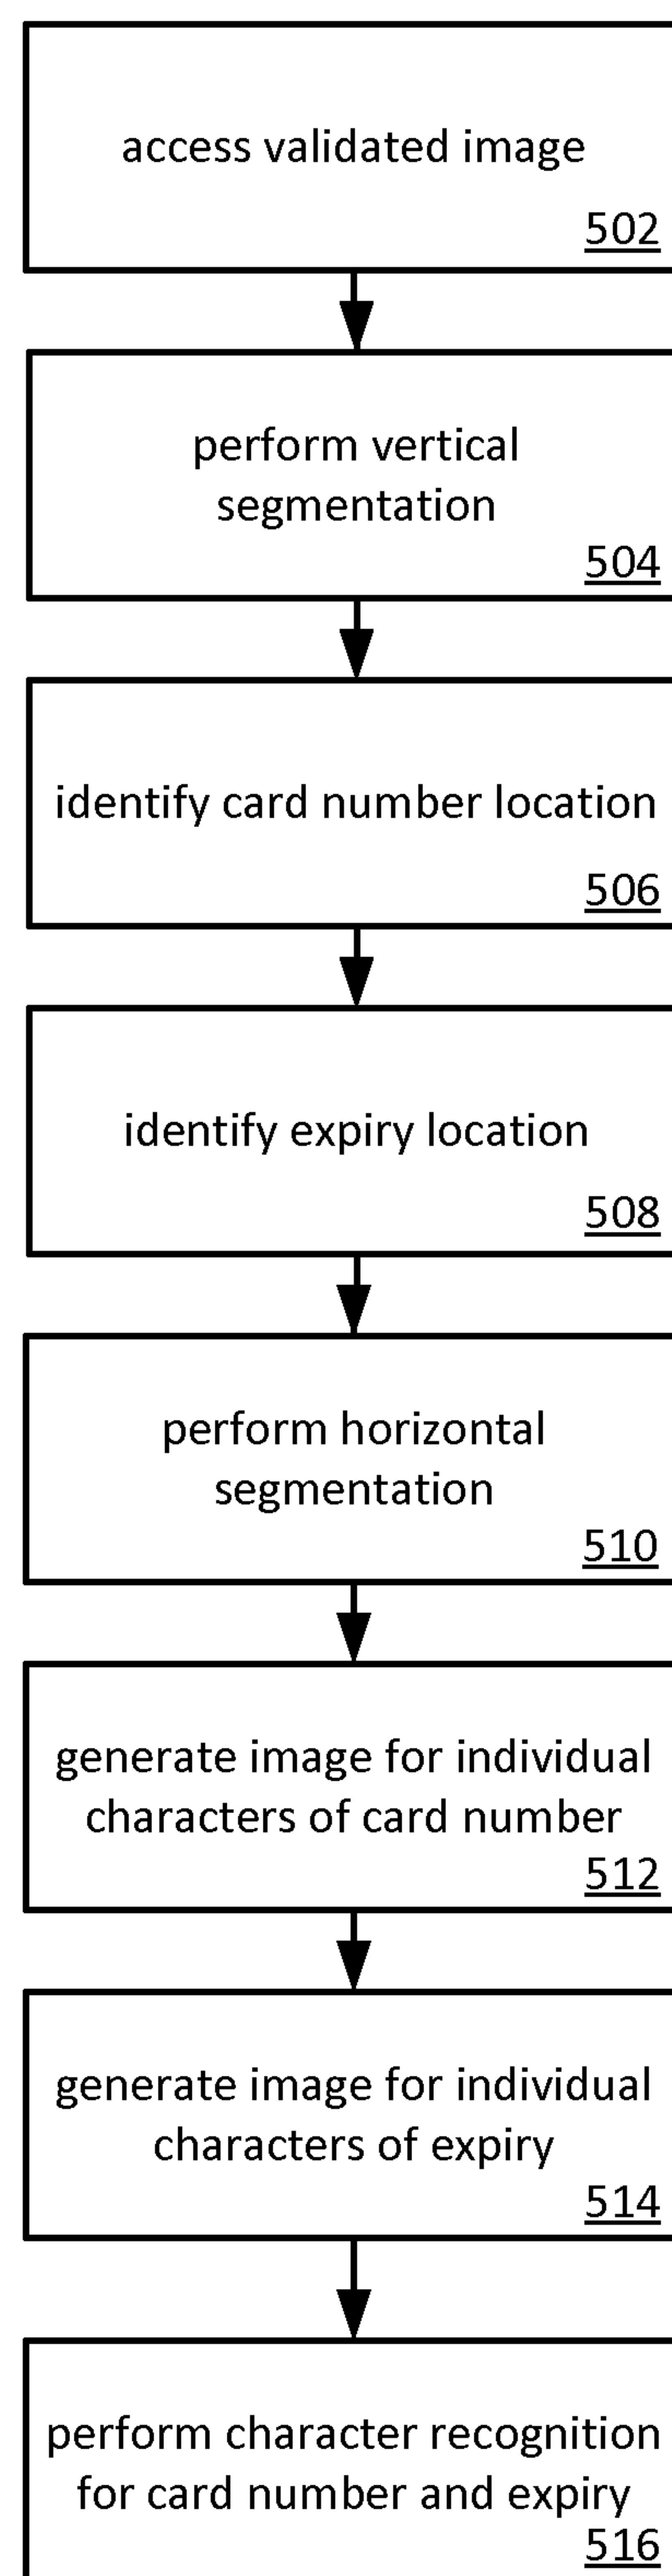 access validated image
502
perform vertical
segmentation
504
identify card number location
506
identify expiry location
508
perform horizontal
segmentation
510
generate image for individual
characters of card number
512
generate image for individual
characters of expiry
514
perform character recognition
for card number and expiry
516